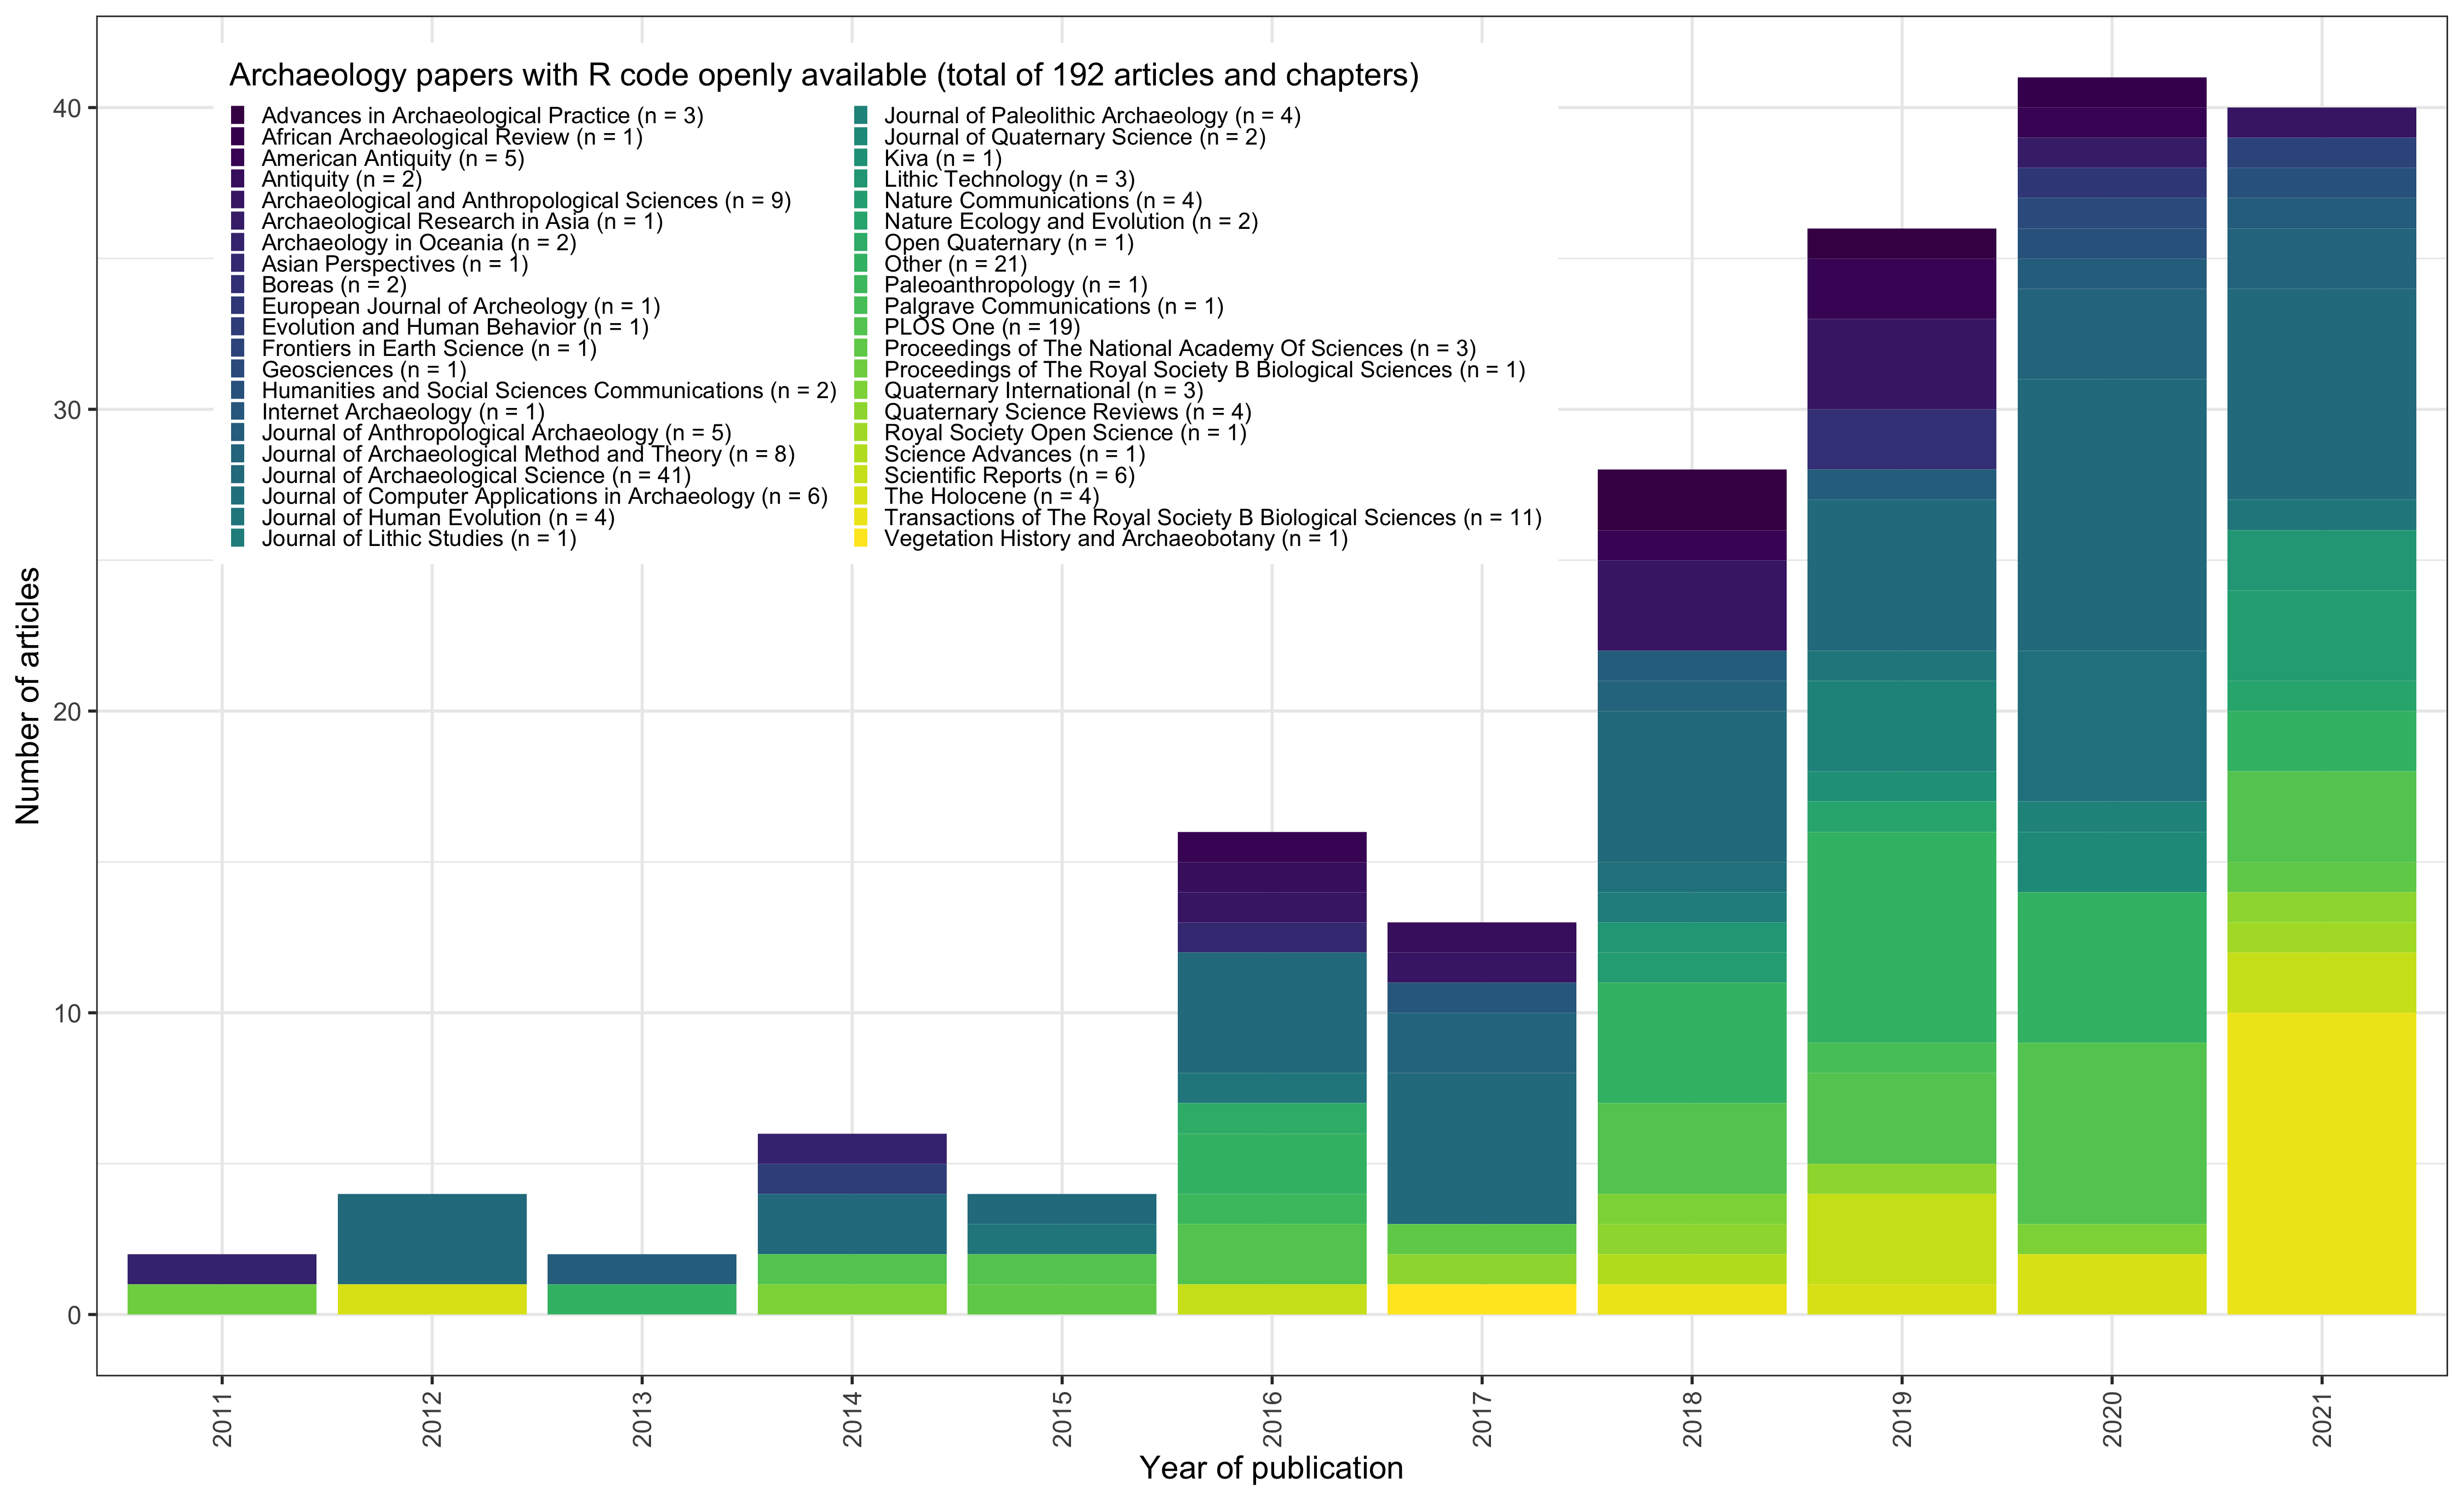 Archaeology papers with R code openly available (total of 192 articles and chapters)
Advances in Archaeological Practice (n = 3)
African Archaeological Review (n = 1)
American Antiquity (n = 5)
Antiquity (n = 2)
Archaeological and Anthropological Sciences (n = 9)
Archaeological Research in Asia (n = 1)
Archaeology in Oceania (n = 2)
Asian Perspectives (n = 1)
Boreas (n = 2)
European Journal of Archeology (n = 1)
Evolution and Human Behavior (n = 1)
Frontiers in Earth Science (n = 1)
Geosciences (n = 1)
Humanities and Social Sciences Communications (n = 2)
Internet Archaeology (n = 1)
Journal of Anthropological Archaeology (n = 5)
Journal of Archaeological Method and Theory (n = 8)
Journal of Archaeological Science (n = 41)
Journal of Computer Applications in Archaeology (n = 6)
Journal of Human Evolution (n = 4)
Journal of Lithic Studies (n = 1)
Journal of Paleolithic Archaeology (n = 4)
Journal of Quaternary Science (n = 2)
Kiva (n = 1)
Lithic Technology (n = 3)
Nature Communications (n = 4)
Nature Ecology and Evolution (n = 2)
Open Quaternary (n = 1)
Other (n = 21)
Paleoanthropology (n = 1)
Palgrave Communications (n = 1)
PLOS One (n = 19)
Proceedings of The National Academy Of Sciences (n = 3)
Proceedings of The Royal Society B Biological Sciences (n = 1)
Quaternary International (n = 3)
Quaternary Science Reviews (n = 4)
Royal Society Open Science (n = 1)
Science Advances (n = 1)
Scientific Reports (n = 6)
The Holocene (n = 4)
Transactions of The Royal Society B Biological Sciences (n = 11)
Vegetation History and Archaeobotany (n = 1)
Number of articles
40
30
20
10
0
2011
2012
2013
2014
2015
2016
2017
2018
2019
2020
2021
Year of publication